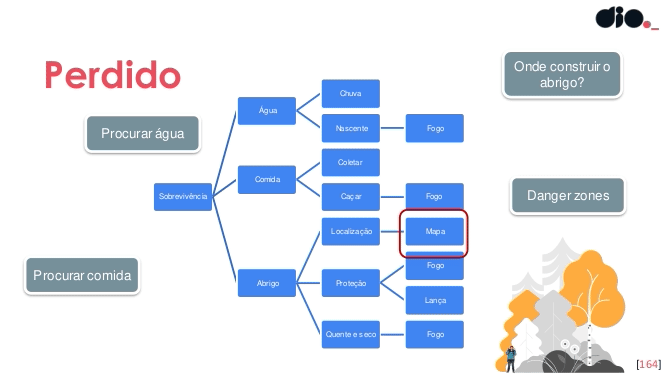 dio._
Perdido
Onde construir o
abrigo?
Procurar água
Chuva
Água
Nascente
Fogo
Coletar
Comida
Sobrevivência
Caçar
Fogo
Danger zones
Localização
Mapa
Procurar comida
Abrigo
Proteção
Fogo
Lança
Quente e seco
Fogo
[164]